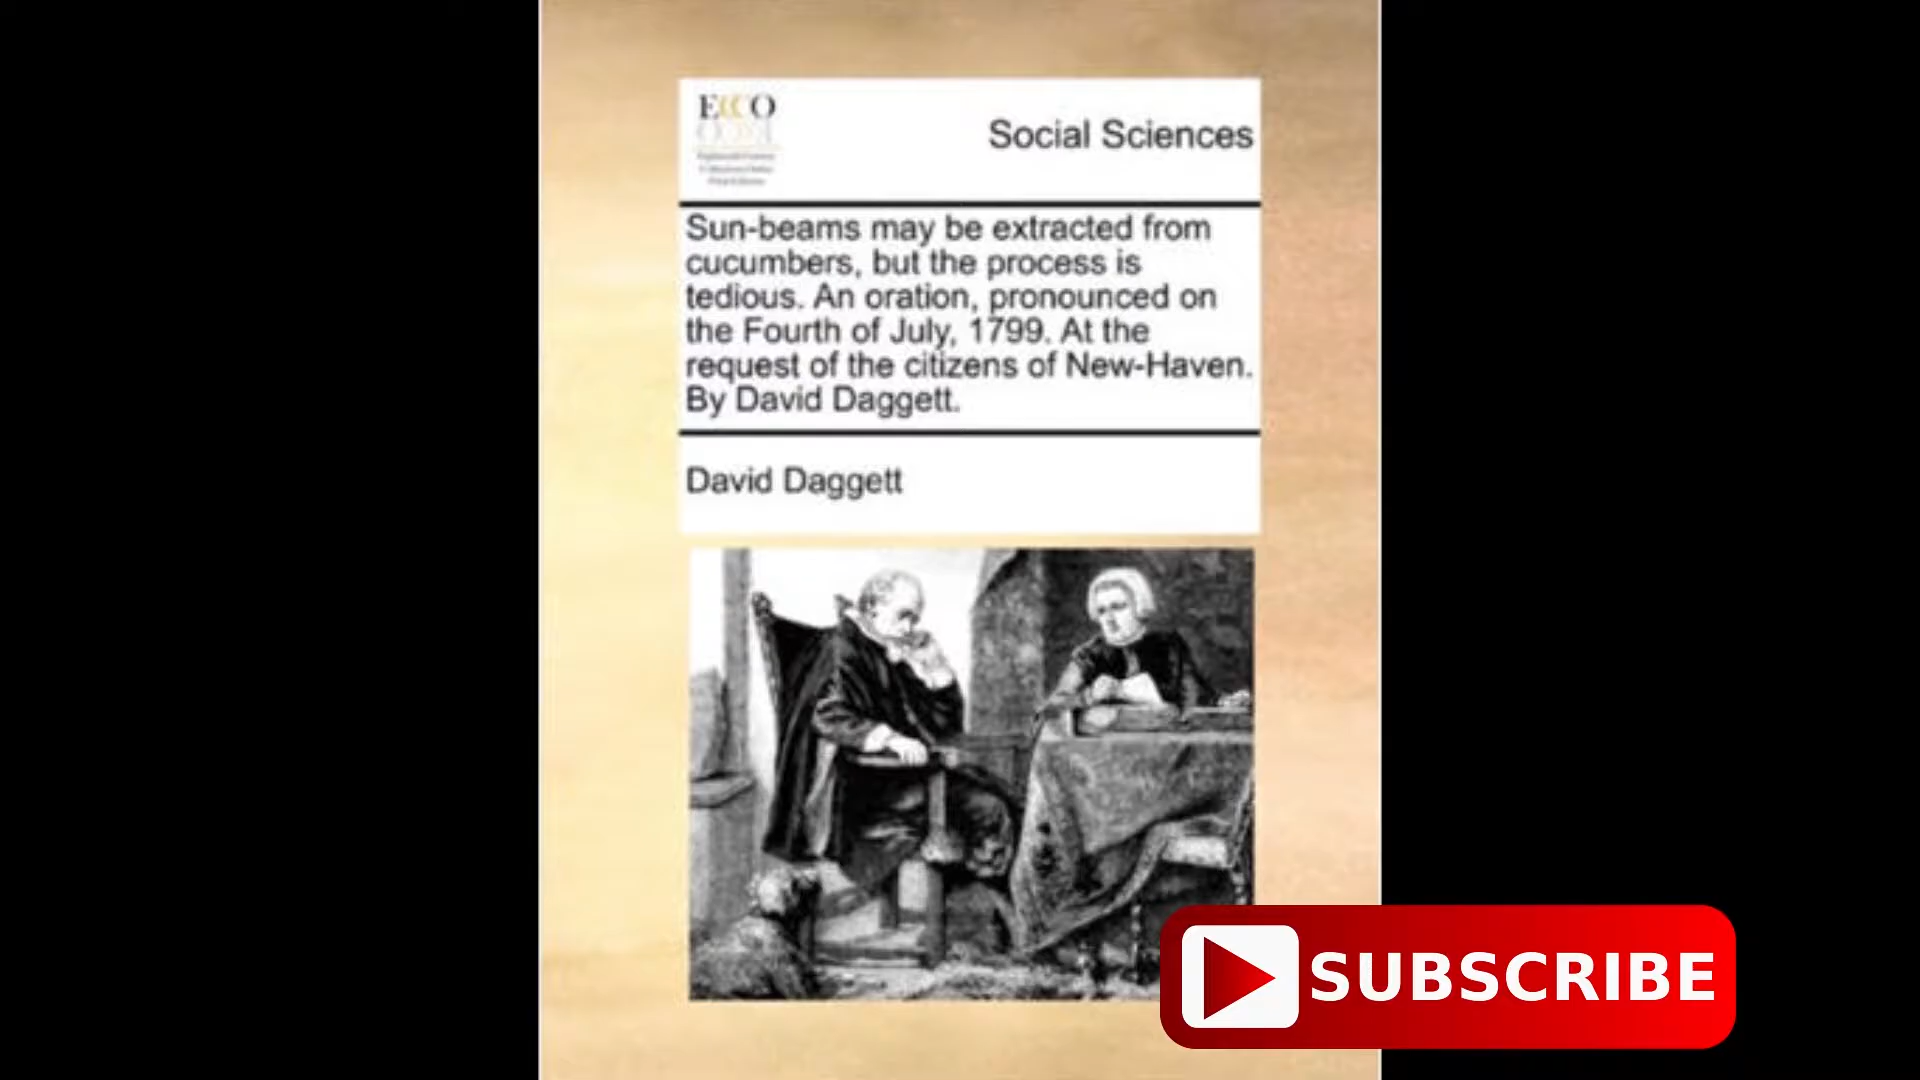 ECCO
Social Sciences
Sun-beams may be extracted from
cucumbers, but the process is
tedious. An oration, pronounced on
the Fourth of July, 1799. At the
request of the citizens of New-Haven.
By David Daggett.
David Daggett
SUBSCRIBE